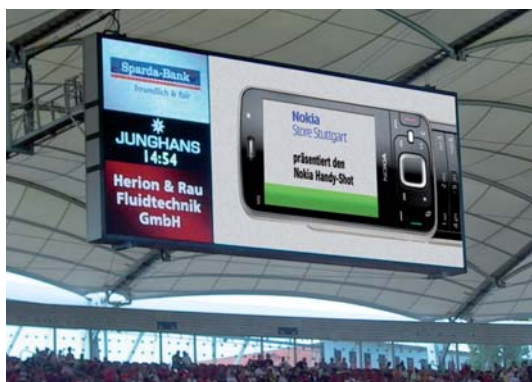 Sparda-Bank
freundlich & fair
JUNGHANS
14:54
Herion & Rau
Fluidtechnik
GmbH
Nokia
Store Stuttgart
präsentiert den
Nokia Handy-Shot
NOKIA